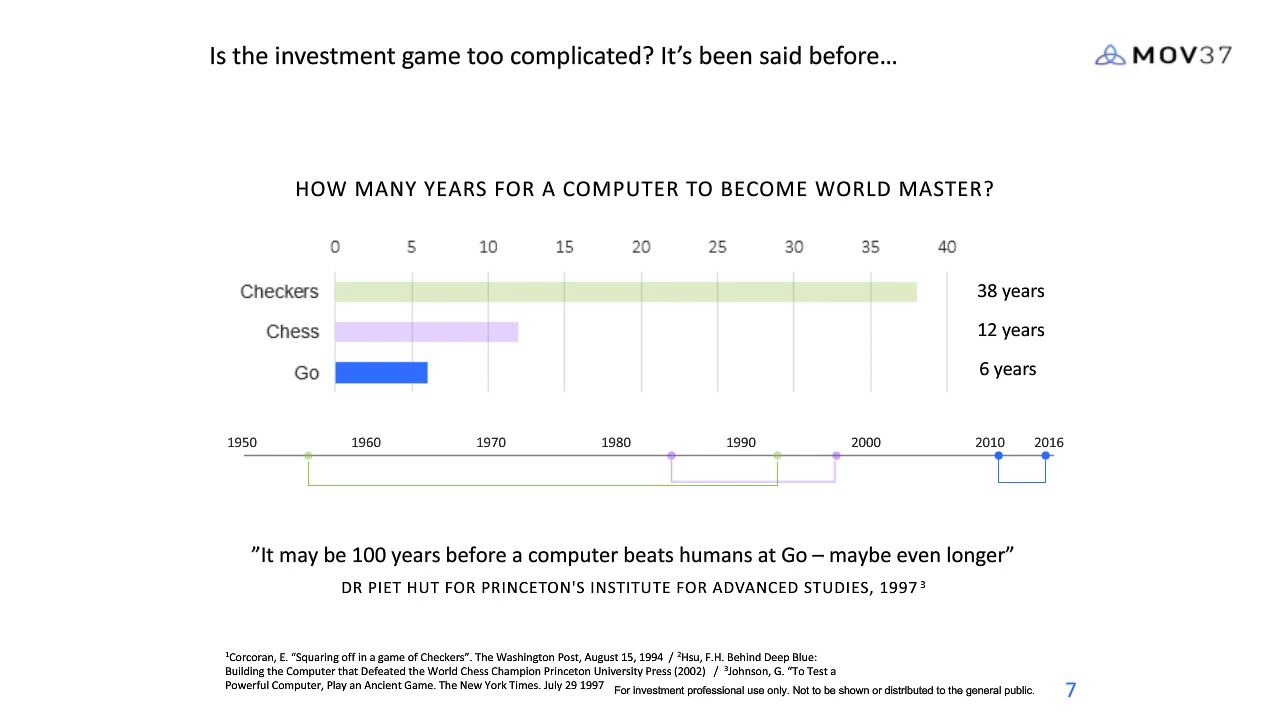 Is the investment game too complicated? It’s been said before…
MOV37
HOW MANY YEARS FOR A COMPUTER TO BECOME WORLD MASTER?
0 5 10 15 20 25 30 35 40
Checkers 38 years
Chess 12 years
Go 6 years
1950 1960 1970 1980 1990 2000 2010 2016
”It may be 100 years before a computer beats humans at Go – maybe even longer”
DR PIET HUT FOR PRINCETON'S INSTITUTE FOR ADVANCED STUDIES, 1997³
¹Corcoran, E. “Squaring off in a game of Checkers”. The Washington Post, August 15, 1994 / ²Hsu, F.H. Behind Deep Blue:
Building the Computer that Defeated the World Chess Champion Princeton University Press (2002) / ³Johnson, G. “To Test a
Powerful Computer, Play an Ancient Game. The New York Times. July 29 1997
For investment professional use only. Not to be shown or distributed to the general public.
7